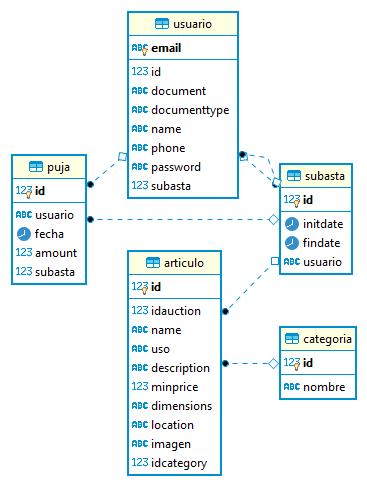 usuario
ABC email
123 id
ABC document
ABC documenttype
ABC name
ABC phone
ABC password
123 subasta
puja
123 id
ABC usuario
fecha
123 amount
123 subasta
subasta
123 id
initdate
findate
ABC usuario
articulo
123 id
123 idauction
ABC name
ABC uso
ABC description
123 minprice
ABC dimensions
ABC location
ABC imagen
123 idcategory
categoria
123 id
ABC nombre